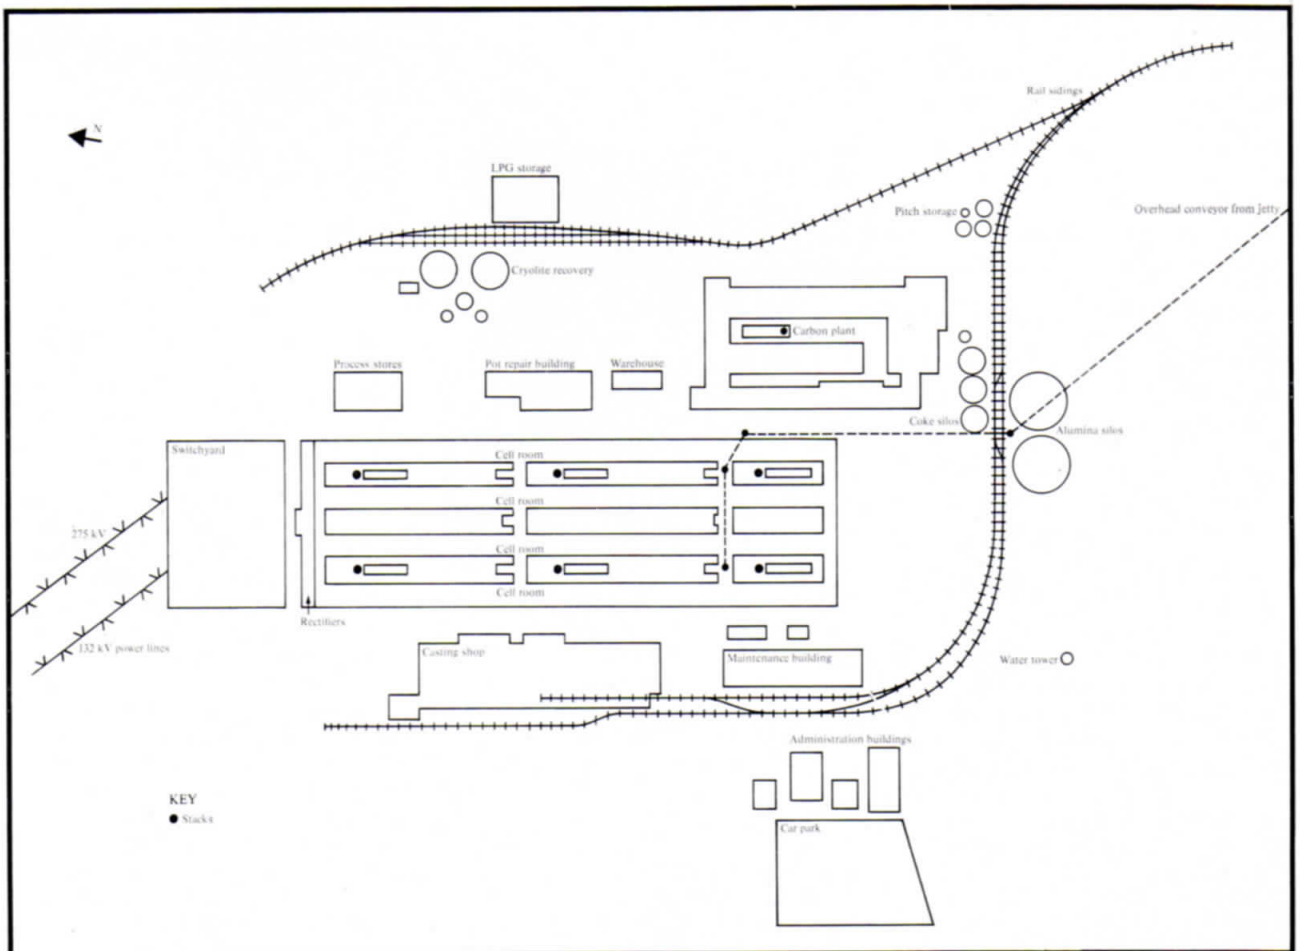 Rail sidings
N
LPG storage
Pitch storage
Overhead conveyor from jetty
Cryolite recovery
Carbon plant
Process stores
Pot repair building
Warehouse
Coke silos
Alumina silos
Switchyard
Cell room
Cell room
275 kV
Cell room
Cell room
Rectifiers
132 kV power lines
Casting shop
Maintenance building
Water tower
Administration buildings
KEY
Stacks
Car park